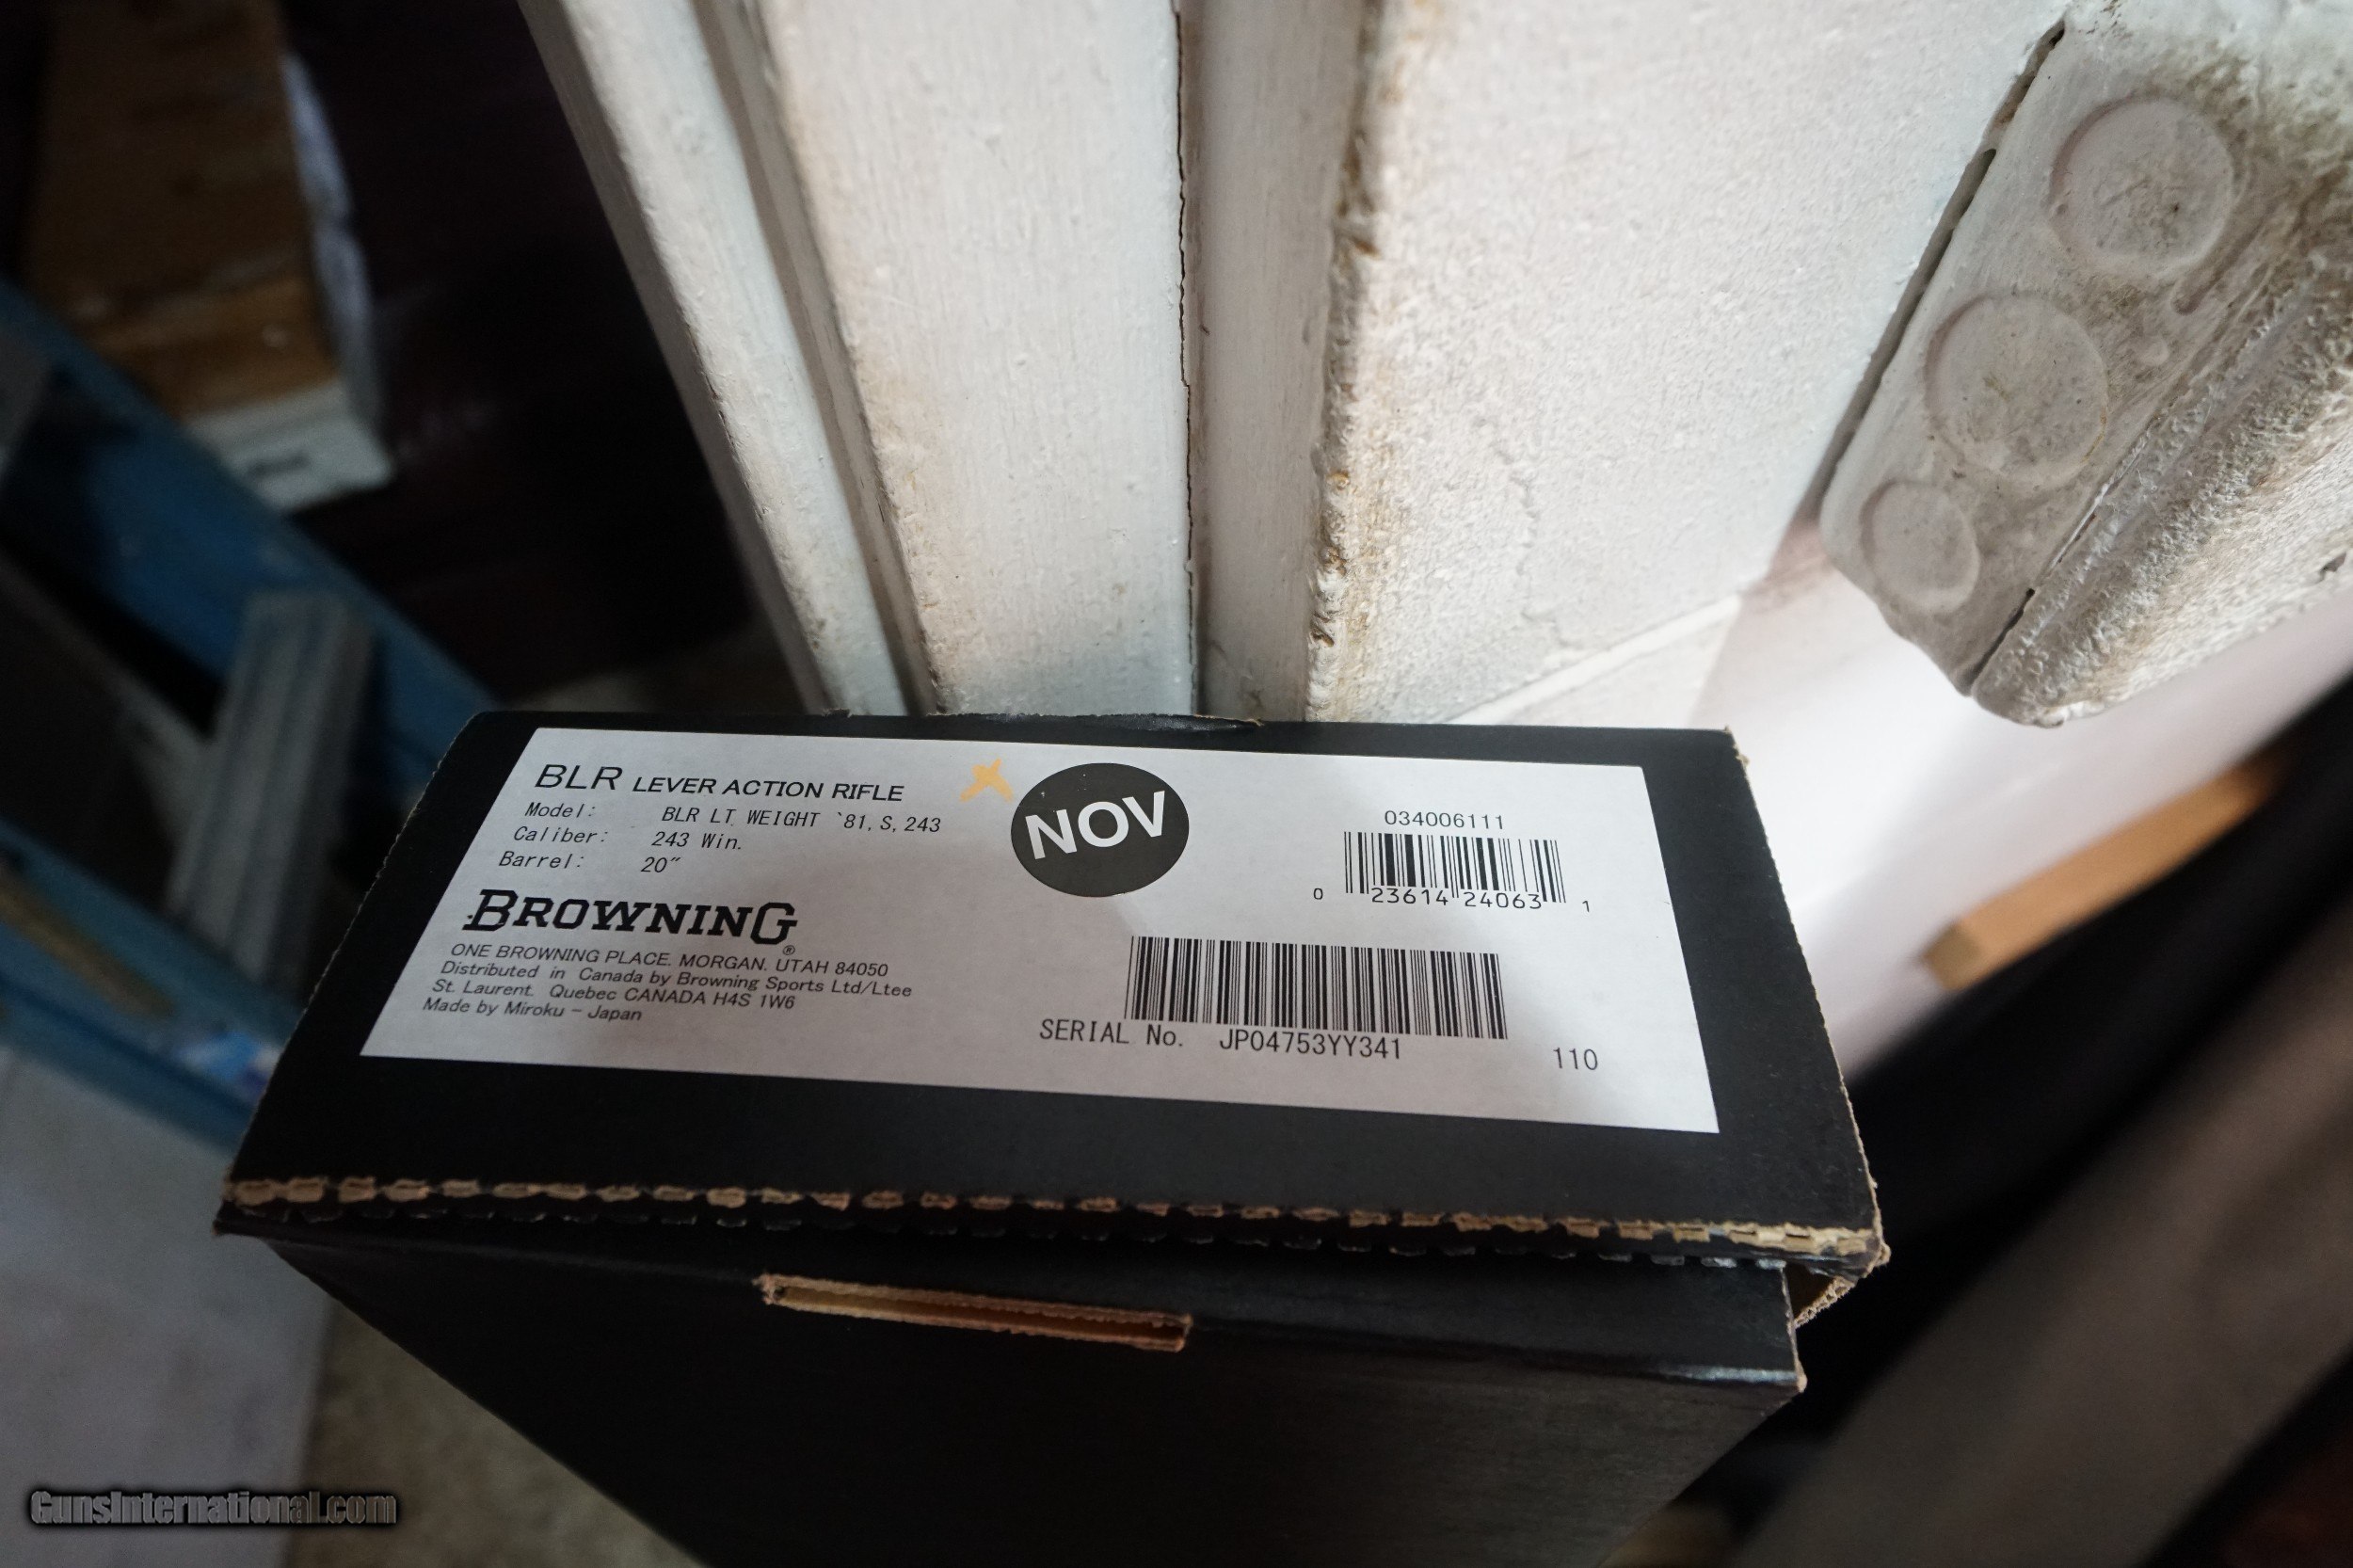 BLR LEVER ACTION RIFLE
Model: BLR LT. WEIGHT `81, S, 243
Caliber: 243 Win.
Barrel: 20"
BROWNING®
ONE BROWNING PLACE. MORGAN. UTAH 84050
Distributed in Canada by Browning Sports Ltd/Ltee
St. Laurent. Quebec CANADA H4S 1W6
Made by Miroku - Japan
NOV
034006111
0 23614 24063 1
SERIAL No. JP04753YY341
110
GunsInternational.com